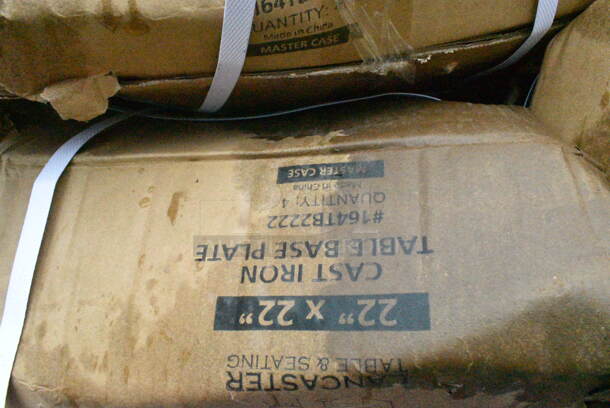 #164TB
QUANTITY:
Made in China
MASTER CASE
LANCASTER
TABLE & SEATING
22” X 22”
CAST IRON
TABLE BASE PLATE
#164TB2222
QUANTITY: 4
Made in China
MASTER CASE